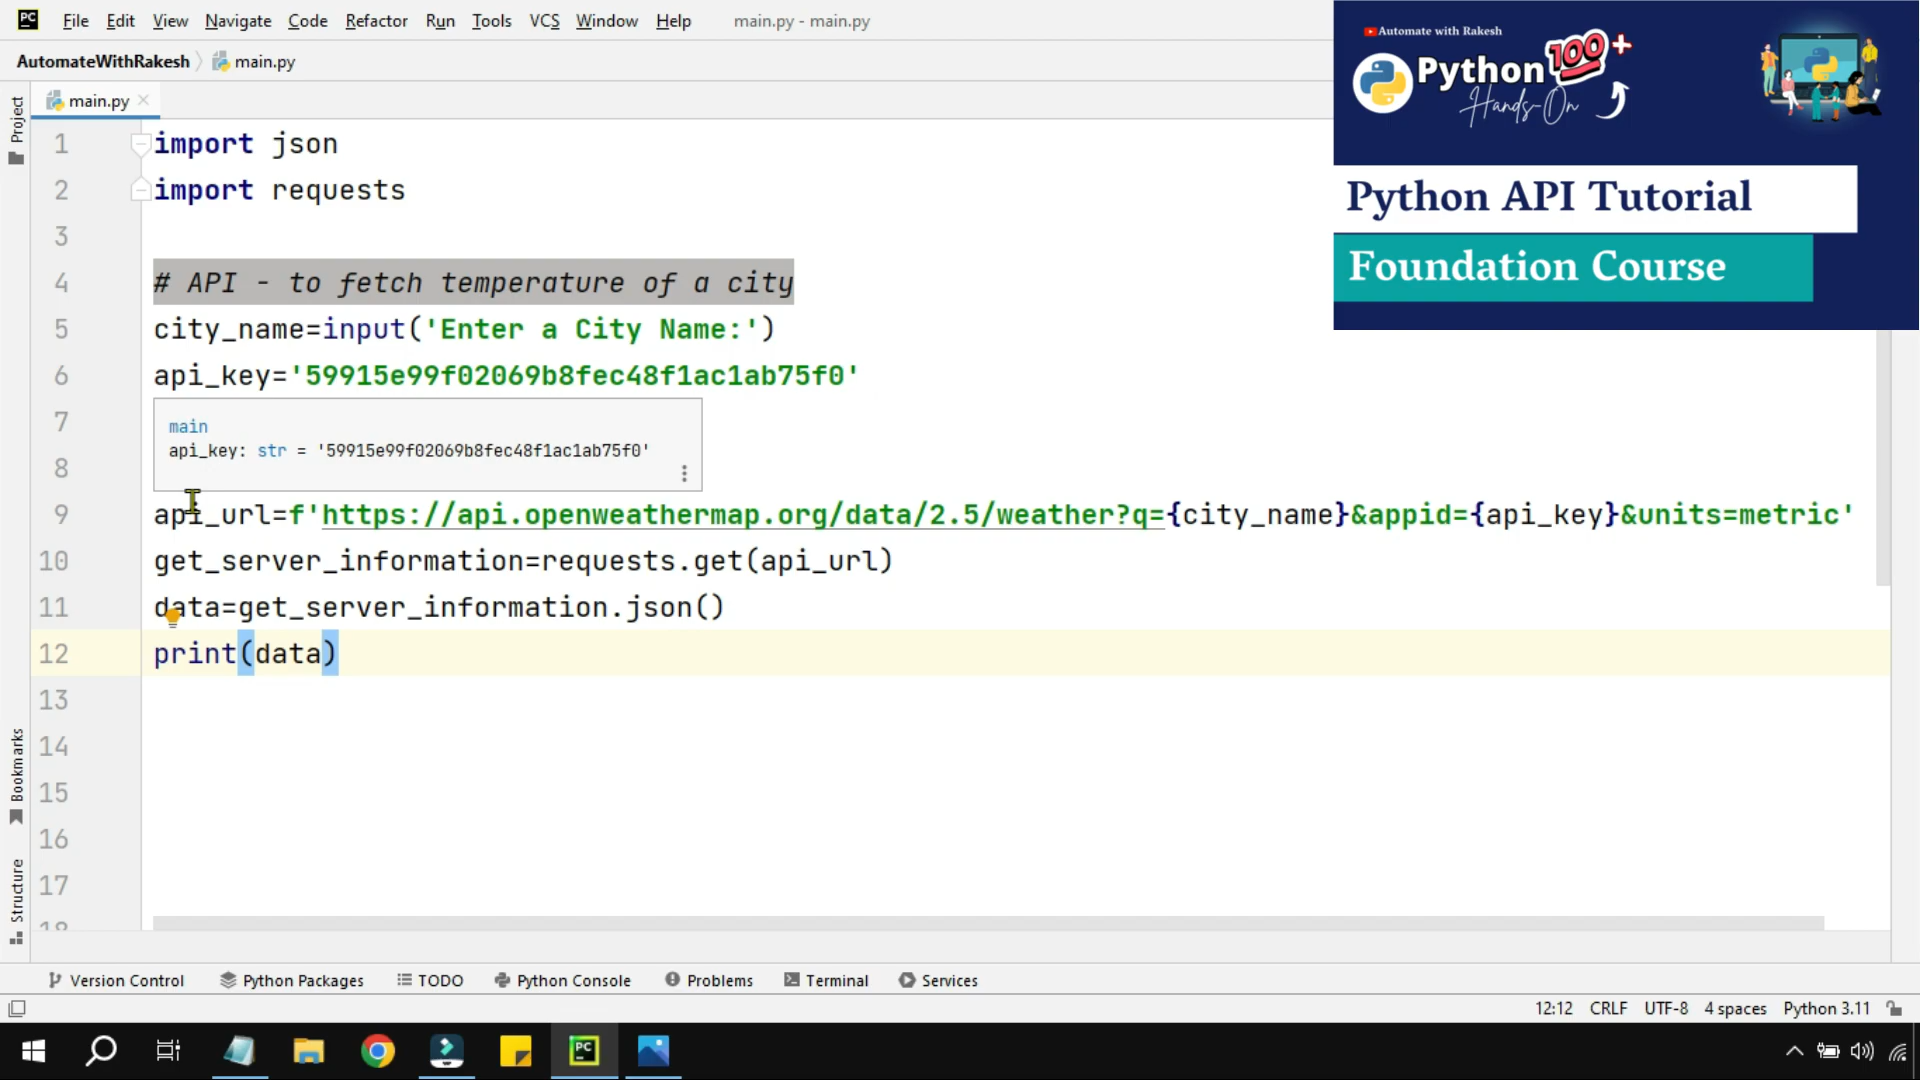 PC File Edit View Navigate Code Refactor Run Tools VCS Window Help main.py - main.py
AutomateWithRakesh main.py
Project
main.py
1 import json
2 import requests
3
4 # API - to fetch temperature of a city
5 city_name=input('Enter a City Name:')
6 api_key='59915e99f02069b8fec48f1ac1ab75f0'
7
main
api_key: str = '59915e99f02069b8fec48f1ac1ab75f0'
8
9 api_url=f'https://api.openweathermap.org/data/2.5/weather?q={city_name}&appid={api_key}&units=metric'
10 get_server_information=requests.get(api_url)
11 data=get_server_information.json()
12 print(data)
13
14
15
16
17
18
Bookmarks
Structure
Automate with Rakesh
Python 100+
Hands-On
Python API Tutorial
Foundation Course
Version Control Python Packages TODO Python Console Problems Terminal Services
12:12 CRLF UTF-8 4 spaces Python 3.11
PC